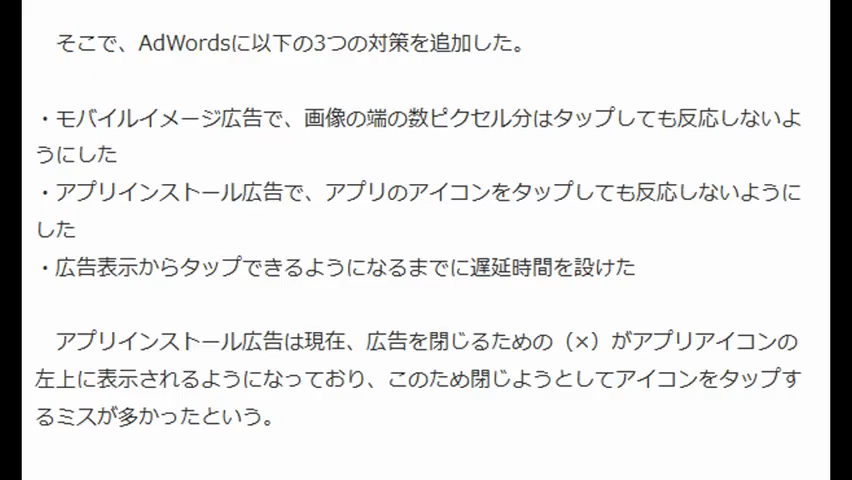 そこで、AdWordsに以下の3つの対策を追加した。
・モバイルイメージ広告で、画像の端の数ピクセル分はタップしても反応しないよ
うにした
・アプリインストール広告で、アプリのアイコンをタップしても反応しないように
した
・広告表示からタップできるようになるまでに遅延時間を設けた
アプリインストール広告は現在、広告を閉じるための（×）がアプリアイコンの
左上に表示されるようになっており、このため閉じようとしてアイコンをタップす
るミスが多かったという。